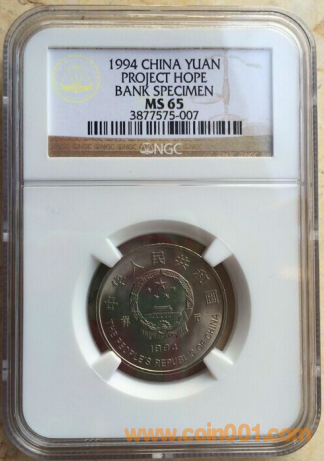 1994 CHINA YUAN
PROJECT HOPE
BANK SPECIMEN
MS 65
3877575-007
NGC
中华人民共和国
1994
THE PEOPLE'S REPUBLIC OF CHINA
www.coin001.com